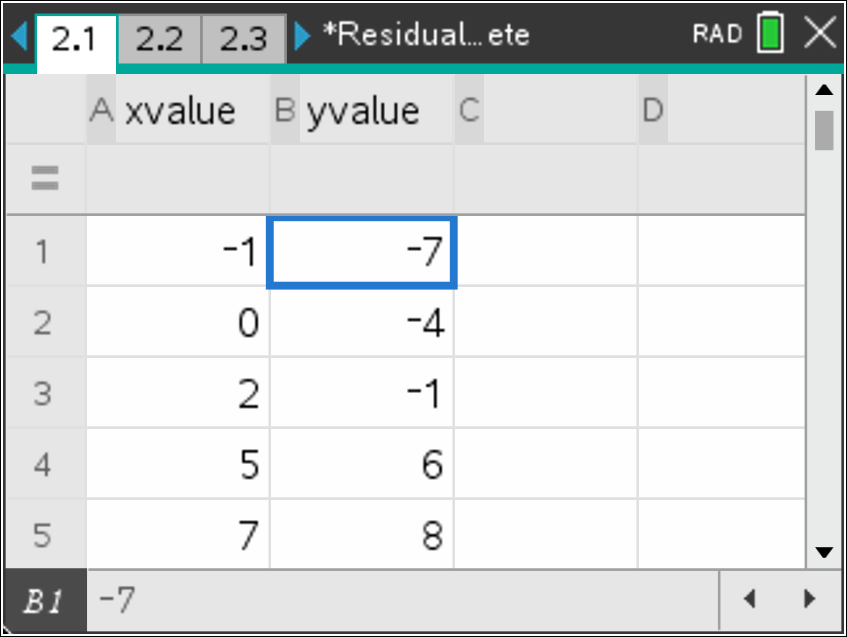 2.1 2.2 2.3 *Residual...ete RAD
A xvalue B yvalue C D
=
1 -1 -7
2 0 -4
3 2 -1
4 5 6
5 7 8
B1 -7